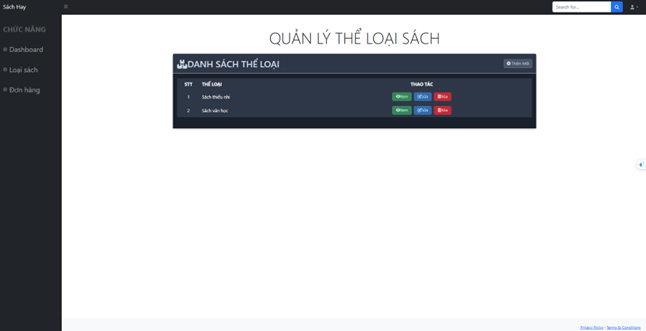 Sách Hay
Search for...
CHỨC NĂNG
Dashboard
Loại sách
Đơn hàng
QUẢN LÝ THỂ LOẠI SÁCH
DANH SÁCH THỂ LOẠI
Thêm mới
STT THỂ LOẠI THAO TÁC
1 Sách thiếu nhi Xem Sửa Xóa
2 Sách văn học Xem Sửa Xóa
Privacy Policy · Terms & Conditions